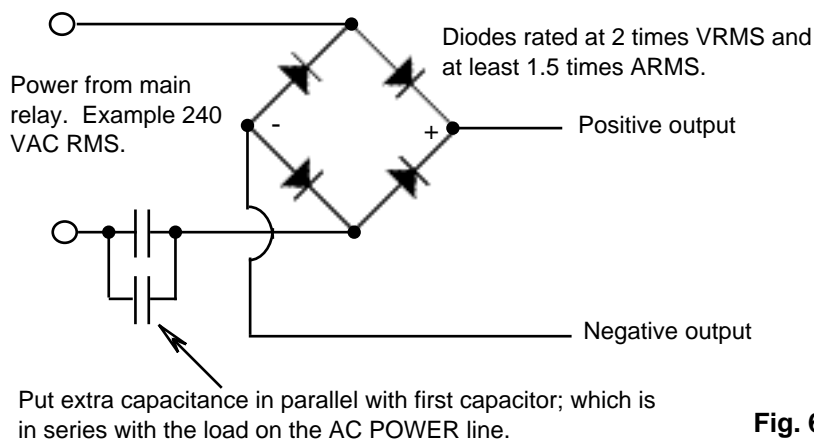 Diodes rated at 2 times VRMS and
at least 1.5 times ARMS.
Power from main
relay. Example 240
VAC RMS.
-
+
Positive output
Negative output
Put extra capacitance in parallel with first capacitor; which is
in series with the load on the AC POWER line.
Fig. 6